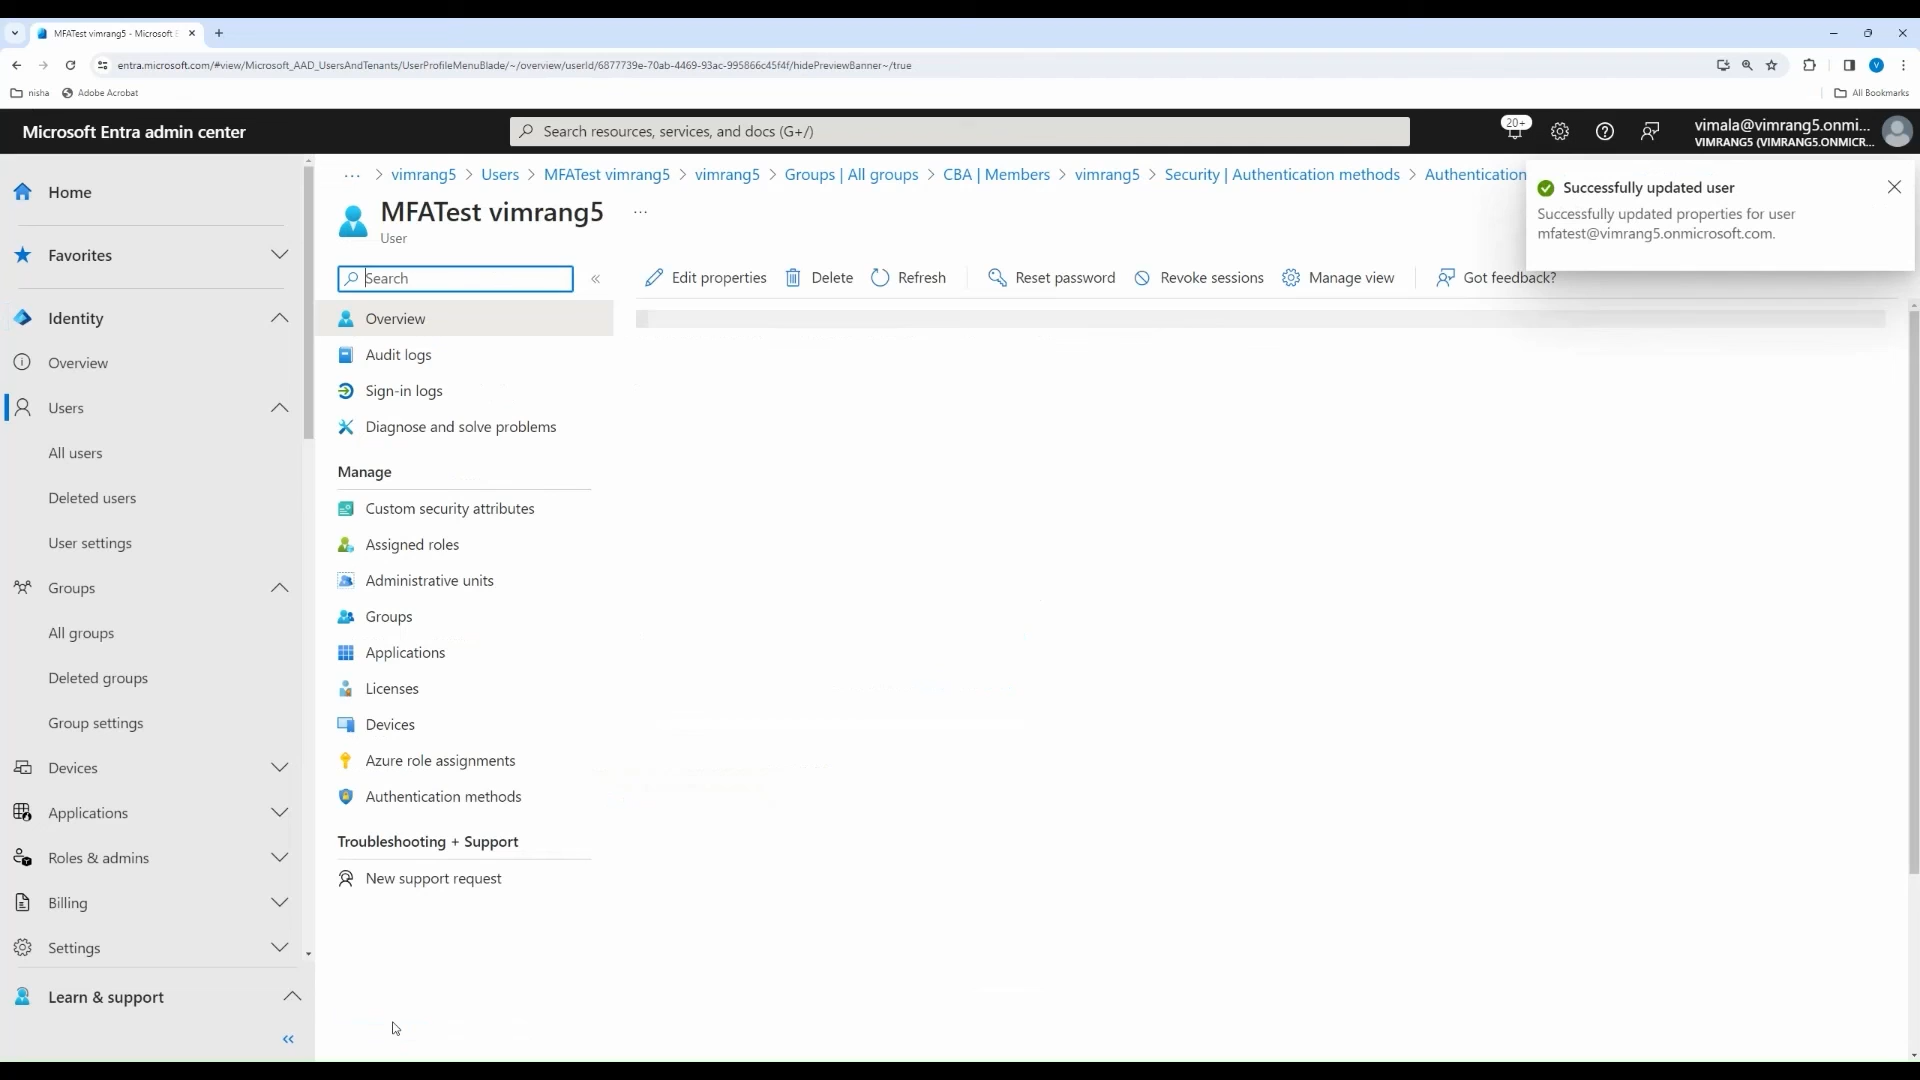 MFATest vimrang5 - Microsoft E
entra.microsoft.com/#view/Microsoft_AAD_UsersAndTenants/UserProfileMenuBlade/~/overview/userId/6877739e-70ab-4469-93ac-995866c45f4f/hidePreviewBanner~/true
V
nisha
Adobe Acrobat
All Bookmarks
Microsoft Entra admin center
Search resources, services, and docs (G+/)
20+
vimala@vimrang5.onmi...
VIMRANG5 (VIMRANG5.ONMICR...
Home
Favorites
Identity
Overview
Users
All users
Deleted users
User settings
Groups
All groups
Deleted groups
Group settings
Devices
Applications
Roles & admins
Billing
Settings
Learn & support
... > vimrang5 > Users > MFATest vimrang5 > vimrang5 > Groups | All groups > CBA | Members > vimrang5 > Security | Authentication methods > Authentication
MFATest vimrang5 ...
User
Search
Edit properties
Delete
Refresh
Reset password
Revoke sessions
Manage view
Got feedback?
Overview
Audit logs
Sign-in logs
Diagnose and solve problems
Manage
Custom security attributes
Assigned roles
Administrative units
Groups
Applications
Licenses
Devices
Azure role assignments
Authentication methods
Troubleshooting + Support
New support request
Successfully updated user
Successfully updated properties for user
mfatest@vimrang5.onmicrosoft.com.